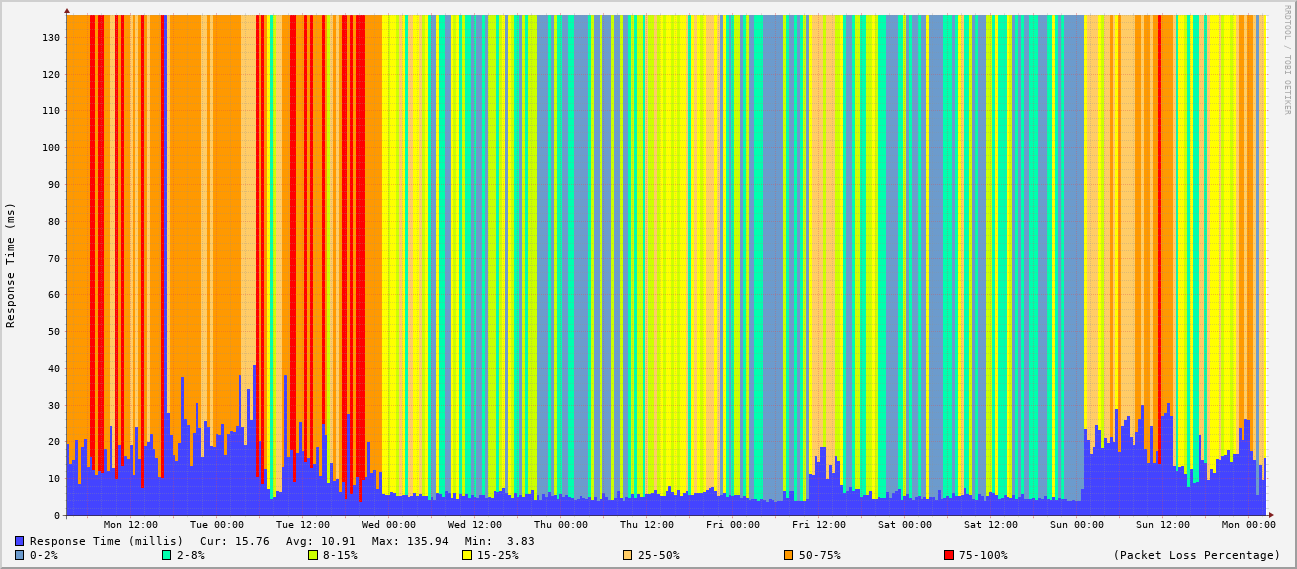 RRDTOOL / TOBI OETIKER
Response Time (ms)
130
120
110
100
90
80
70
60
50
40
30
20
10
0
Mon 12:00 Tue 00:00 Tue 12:00 Wed 00:00 Wed 12:00 Thu 00:00 Thu 12:00 Fri 00:00 Fri 12:00 Sat 00:00 Sat 12:00 Sun 00:00 Sun 12:00 Mon 00:00
Response Time (millis) Cur: 15.76 Avg: 10.91 Max: 135.94 Min: 3.83
0-2% 2-8% 8-15% 15-25% 25-50% 50-75% 75-100% (Packet Loss Percentage)